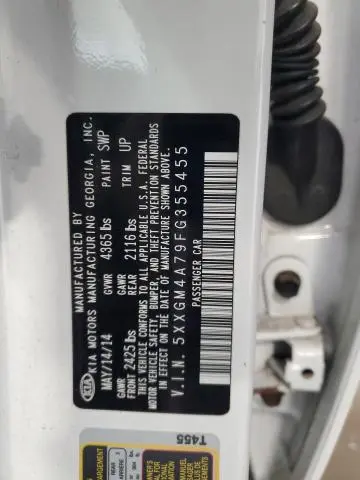 MANUFACTURED BY
KIA KIA MOTORS MANUFACTURING GEORGIA, INC.
MAY/14/14 4365 lbs PAINT SWP
GAWR GAWR TRIM UP
FRONT 2425 lbs REAR 2116 lbs
THIS VEHICLE CONFORMS TO ALL APPLICABLE U.S.A. FEDERAL
MOTOR VEHICLE SAFETY, BUMPER, AND THEFT PREVENTION STANDARDS
IN EFFECT ON THE DATE OF MANUFACTURE SHOWN ABOVE.
V.I.N. 5XXGM4A79FG355455
PASSENGER CAR
T455